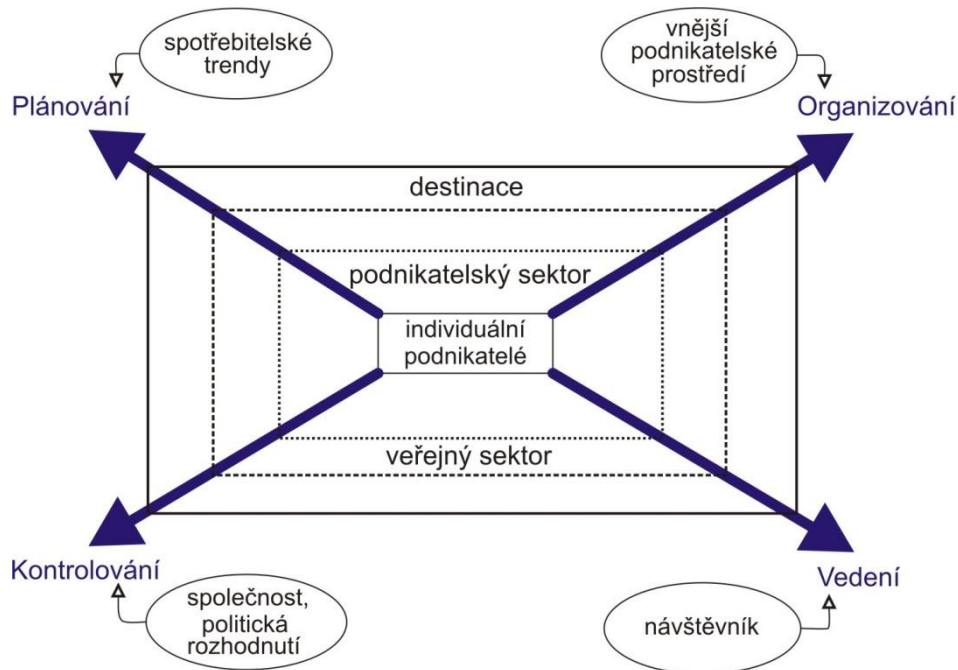 spotřebitelské
trendy
vnější
podnikatelské
prostředí
Plánování
Organizování
destinace
podnikatelský sektor
individuální
podnikatelé
veřejný sektor
Kontrolování
Vedení
společnost,
politická
rozhodnutí
návštěvník